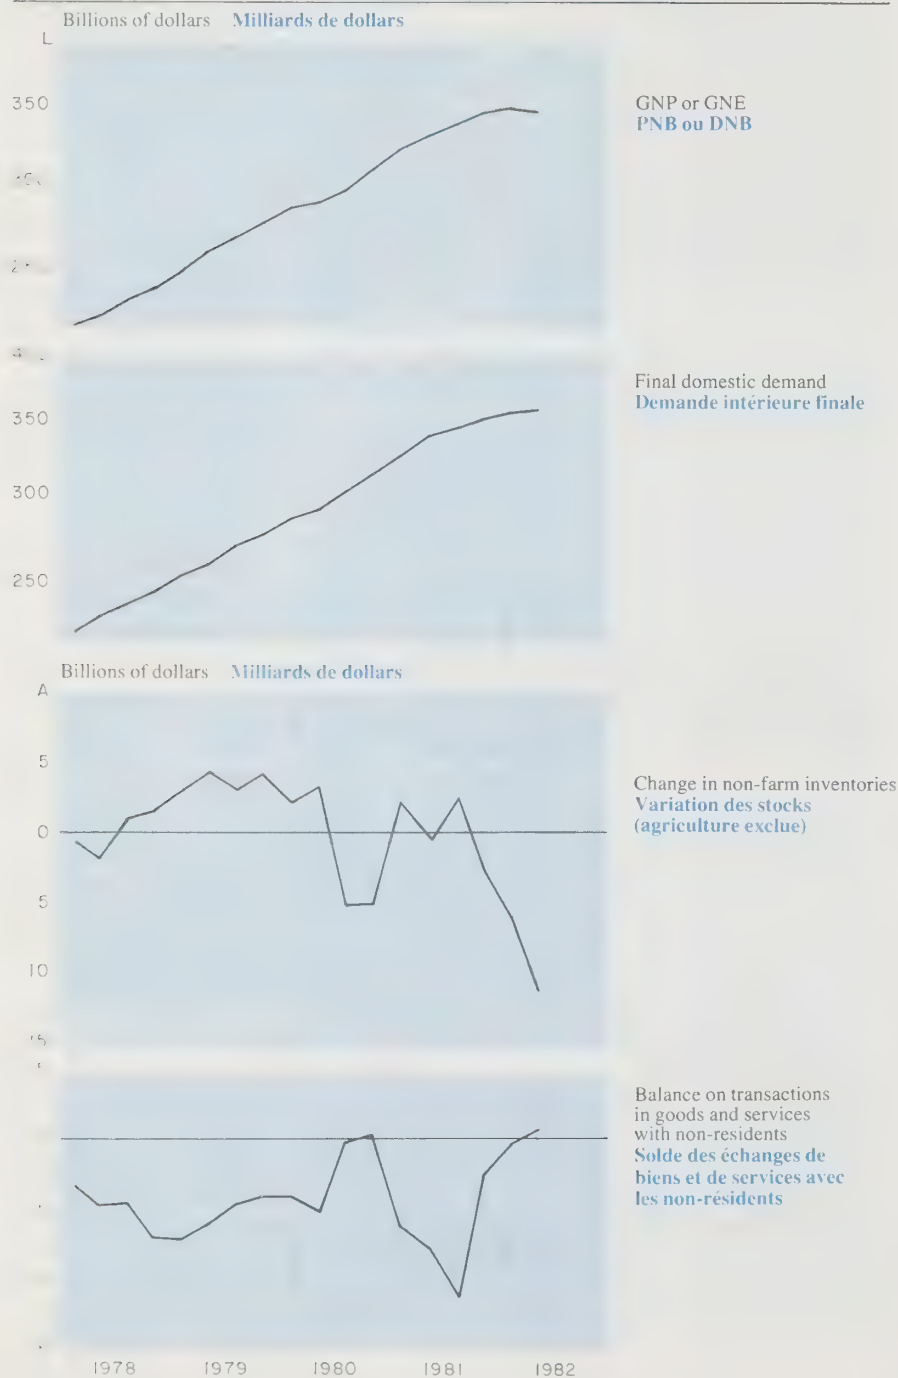 Billions of dollars Milliards de dollars
L
350
GNP or GNE
PNB ou DNB
Final domestic demand
Demande intérieure finale
350
300
250
Billions of dollars Milliards de dollars
A
5
0
5
10
Change in non-farm inventories
Variation des stocks
(agriculture exclue)
Balance on transactions
in goods and services
with non-residents
Solde des échanges de
biens et de services avec
les non-résidents
1978 1979 1980 1981 1982